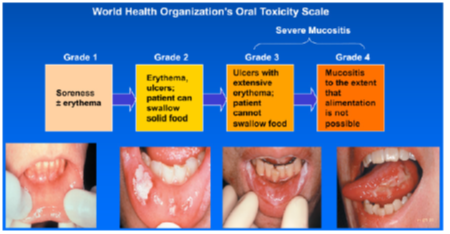 World Health Organization's Oral Toxicity Scale
Severe Mucositis
Grade 1
Grade 2
Grade 3
Grade 4
Soreness
± erythema
Erythema,
ulcers;
patient can
swallow
solid food
Ulcers with
extensive
erythema;
patient
cannot
swallow food
Mucositis
to the extent
that
alimentation
is not
possible